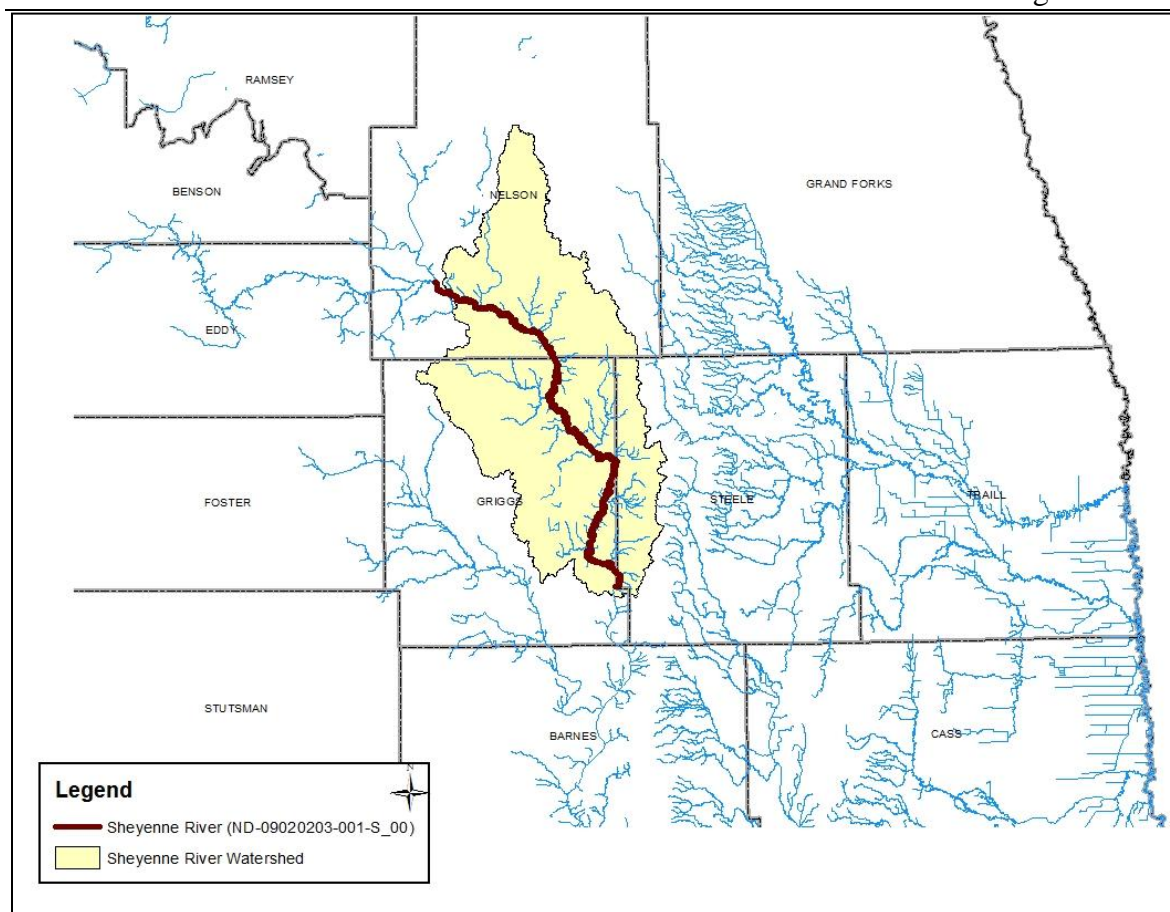 RAMSEY
BENSON
NELSON
GRAND FORKS
EDDY
FOSTER
GRIGGS
STEELE
TRAILL
STUTSMAN
BARNES
CASS
N
Legend
Sheyenne River (ND-09020203-001-S_00)
Sheyenne River Watershed